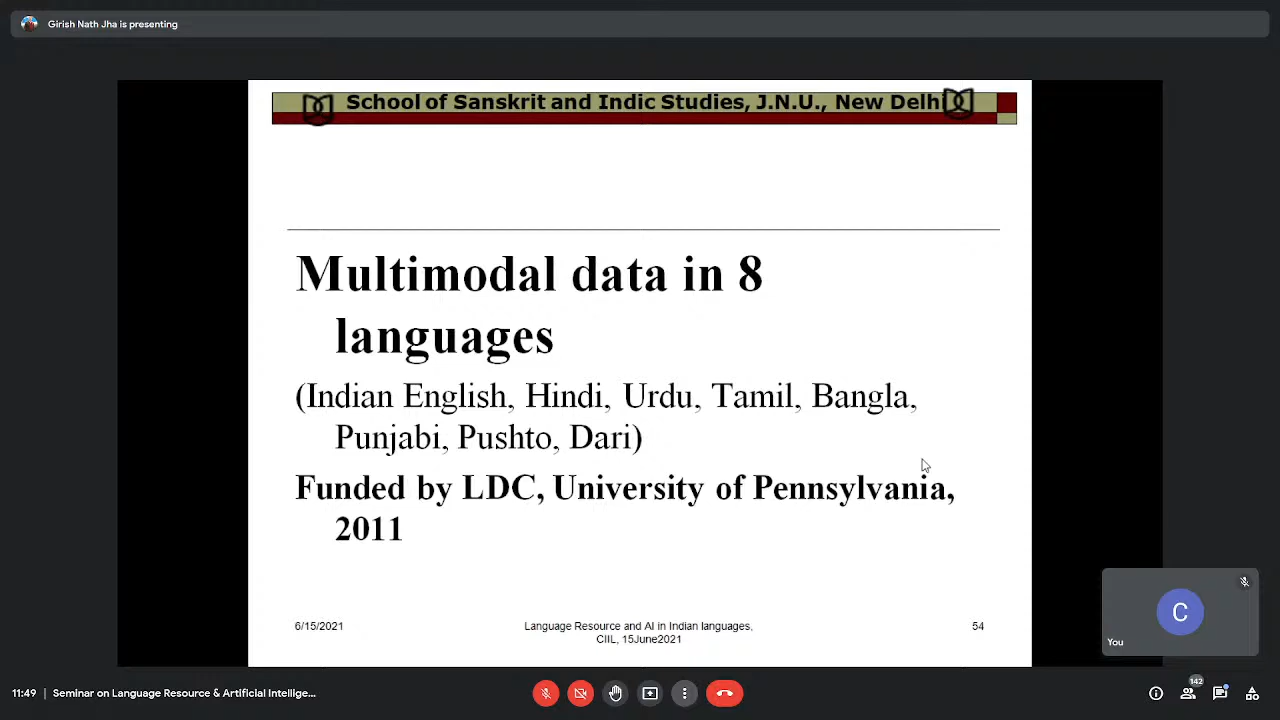 Girish Nath Jha is presenting
School of Sanskrit and Indic Studies, J.N.U., New Delhi
Multimodal data in 8
languages
(Indian English, Hindi, Urdu, Tamil, Bangla,
Punjabi, Pushto, Dari)
Funded by LDC, University of Pennsylvania,
2011
6/15/2021
Language Resource and AI in Indian languages,
CIIL, 15June2021
54
C
You
11:49 | Seminar on Language Resource & Artificial Intellige...
142